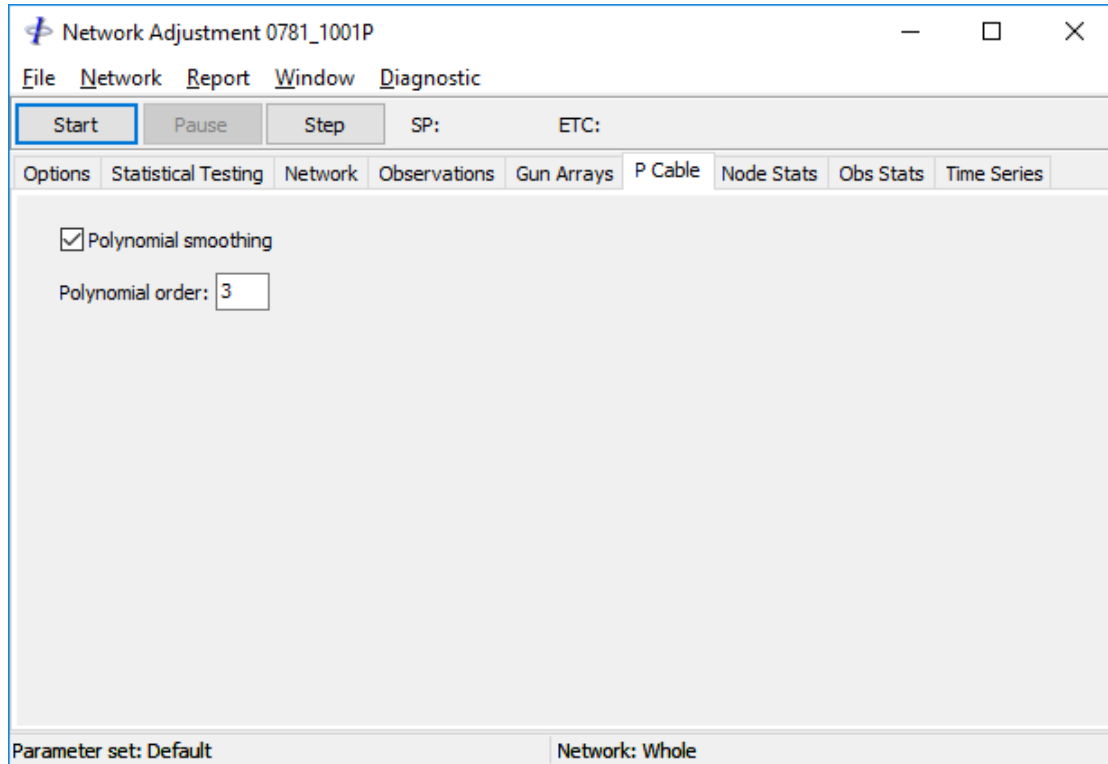 Network Adjustment 0781_1001P
File Network Report Window Diagnostic
Start Pause Step SP: ETC:
Options Statistical Testing Network Observations Gun Arrays P Cable Node Stats Obs Stats Time Series
Polynomial smoothing
Polynomial order: 3
Parameter set: Default Network: Whole